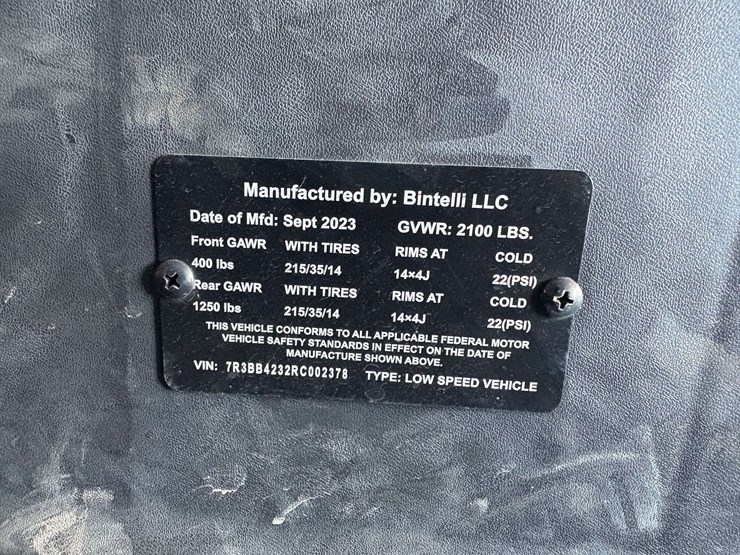 Manufactured by: Bintelli LLC
Date of Mfd: Sept 2023 GVWR: 2100 LBS.
Front GAWR WITH TIRES RIMS AT COLD
400 lbs 215/35/14 14×4J 22(PSI)
Rear GAWR WITH TIRES RIMS AT COLD
1250 lbs 215/35/14 14×4J 22(PSI)
THIS VEHICLE CONFORMS TO ALL APPLICABLE FEDERAL MOTOR
VEHICLE SAFETY STANDARDS IN EFFECT ON THE DATE OF
MANUFACTURE SHOWN ABOVE.
VIN: 7R3BB4232RC002378 TYPE: LOW SPEED VEHICLE